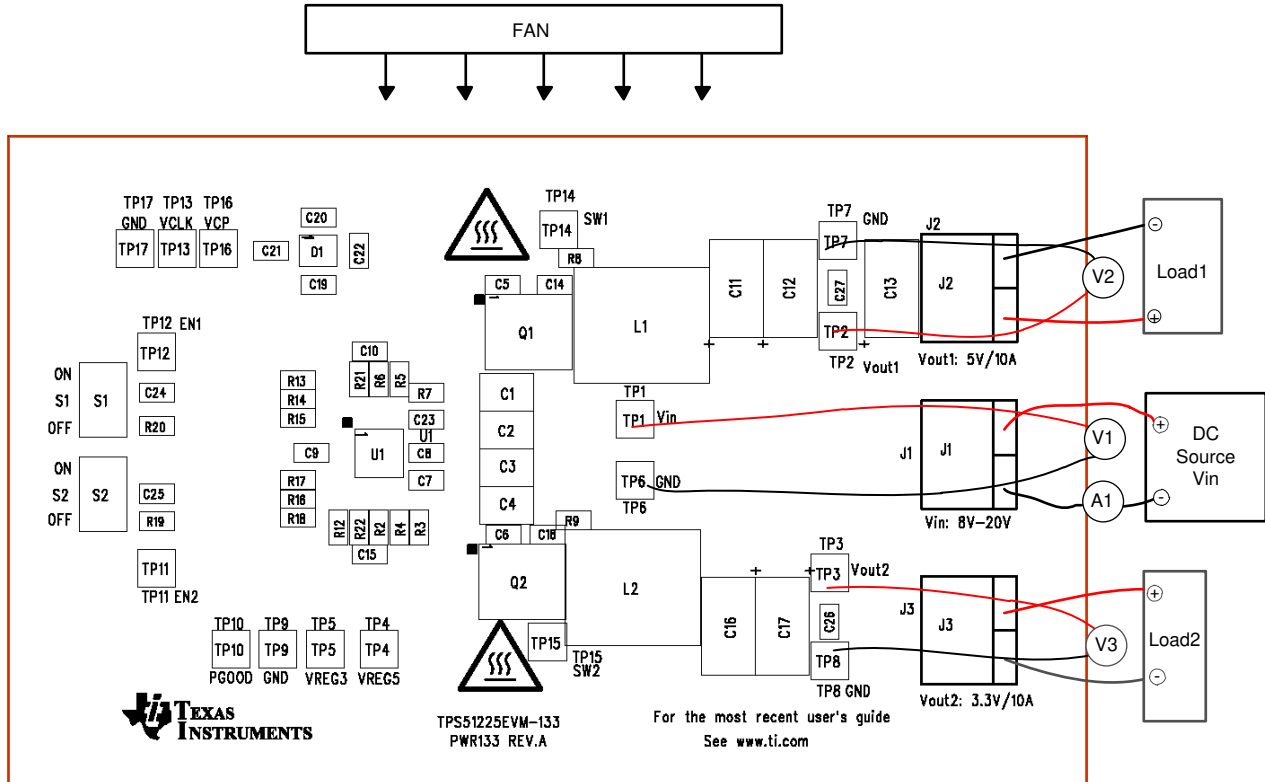 FAN
TP17 TP13 TP16
GND VCLK VCP
TP17 TP13 TP16
C20
C21
D1
C22
C19
TP14
TP14
SW1
R8
C5
C14
Q1
L1
C11
C12
TP7
GND
TP7
C27
C13
TP2
TP2
Vout1
J2
J2
Vout1: 5V/10A
V2
-
Load1
+
TP12 EN1
TP12
ON
S1 S1
OFF
C24
R20
ON
S2 S2
OFF
C25
R19
TP11
TP11 EN2
R13
R14
R15
C9
R17
R16
R18
C10
R21
R6
R5
R7
C23
U1
U1
C8
C7
R12
R22
R2
R4
R3
C15
C1
C2
C3
C4
TP1
TP1 Vin
TP6 GND
TP6
J1
J1
Vin: 8V-20V
V1
A1
+
DC
Source
Vin
-
R9
C6
C18
Q2
L2
TP15
TP15
SW2
C16
C17
TP3
TP3
Vout2
C26
TP8
TP8 GND
J3
J3
Vout2: 3.3V/10A
V3
+
Load2
-
TP10 TP9 TP5 TP4
TP10 TP9 TP5 TP4
PGOOD GND VREG3 VREG5
TEXAS
INSTRUMENTS
TPS51225EVM-133
PWR133 REV.A
For the most recent user's guide
See www.ti.com